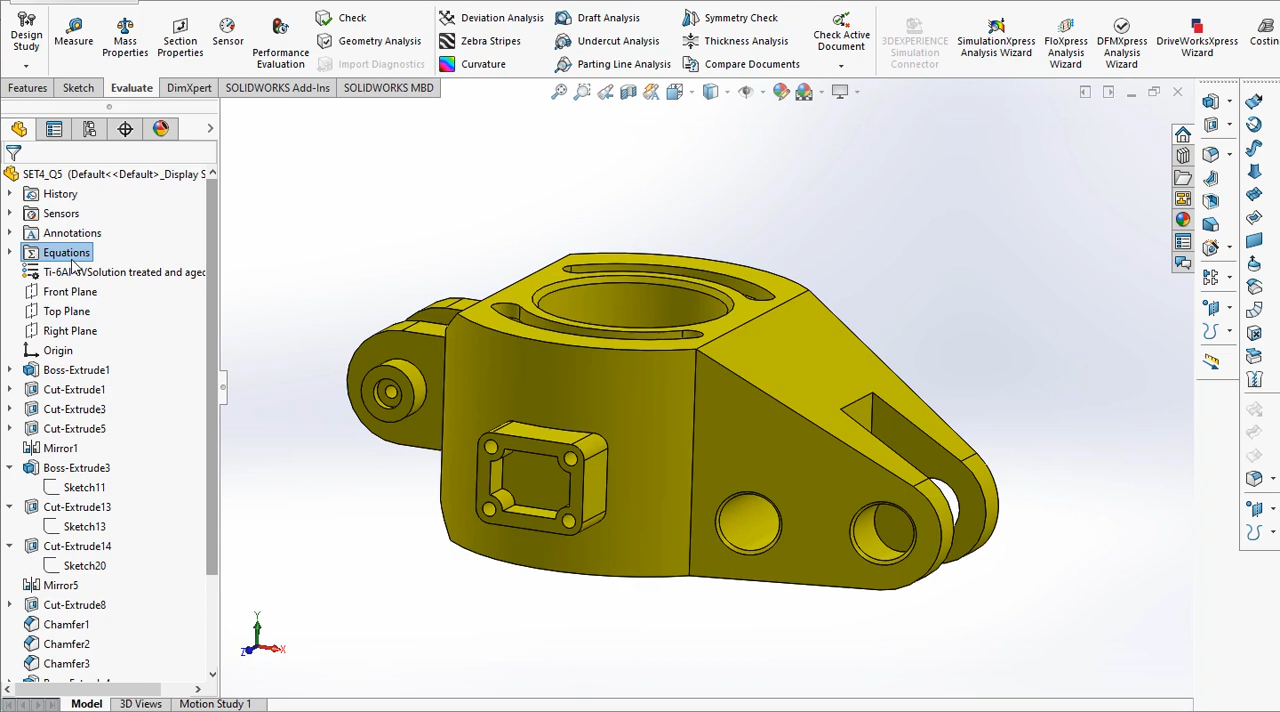 Design Study
Measure
Mass Properties
Section Properties
Sensor
Performance Evaluation
Check
Geometry Analysis
Import Diagnostics
Deviation Analysis
Zebra Stripes
Curvature
Draft Analysis
Undercut Analysis
Parting Line Analysis
Symmetry Check
Thickness Analysis
Compare Documents
Check Active Document
3DEXPERIENCE Simulation Connector
SimulationXpress Analysis Wizard
FloXpress Analysis Wizard
DFMXpress Analysis Wizard
DriveWorksXpress Wizard
Costin
Features
Sketch
Evaluate
DimXpert
SOLIDWORKS Add-Ins
SOLIDWORKS MBD
SET4_Q5 (Default<<Default>_Display S
History
Sensors
Annotations
Equations
Solution treated and aged
Front Plane
Top Plane
Right Plane
Origin
Boss-Extrude1
Cut-Extrude1
Cut-Extrude3
Cut-Extrude5
Mirror1
Boss-Extrude3
Sketch11
Cut-Extrude13
Sketch13
Cut-Extrude14
Sketch20
Mirror5
Cut-Extrude8
Chamfer1
Chamfer2
Chamfer3
Y
Z
X
Model
3D Views
Motion Study 1